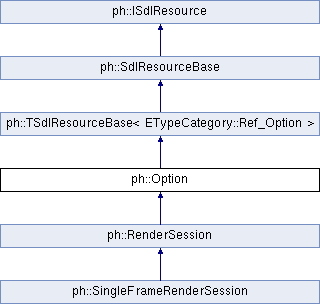 ph::ISdlResource
ph::SdlResourceBase
ph::TSdlResourceBase< ETypeCategory::Ref_Option >
ph::Option
ph::RenderSession
ph::SingleFrameRenderSession